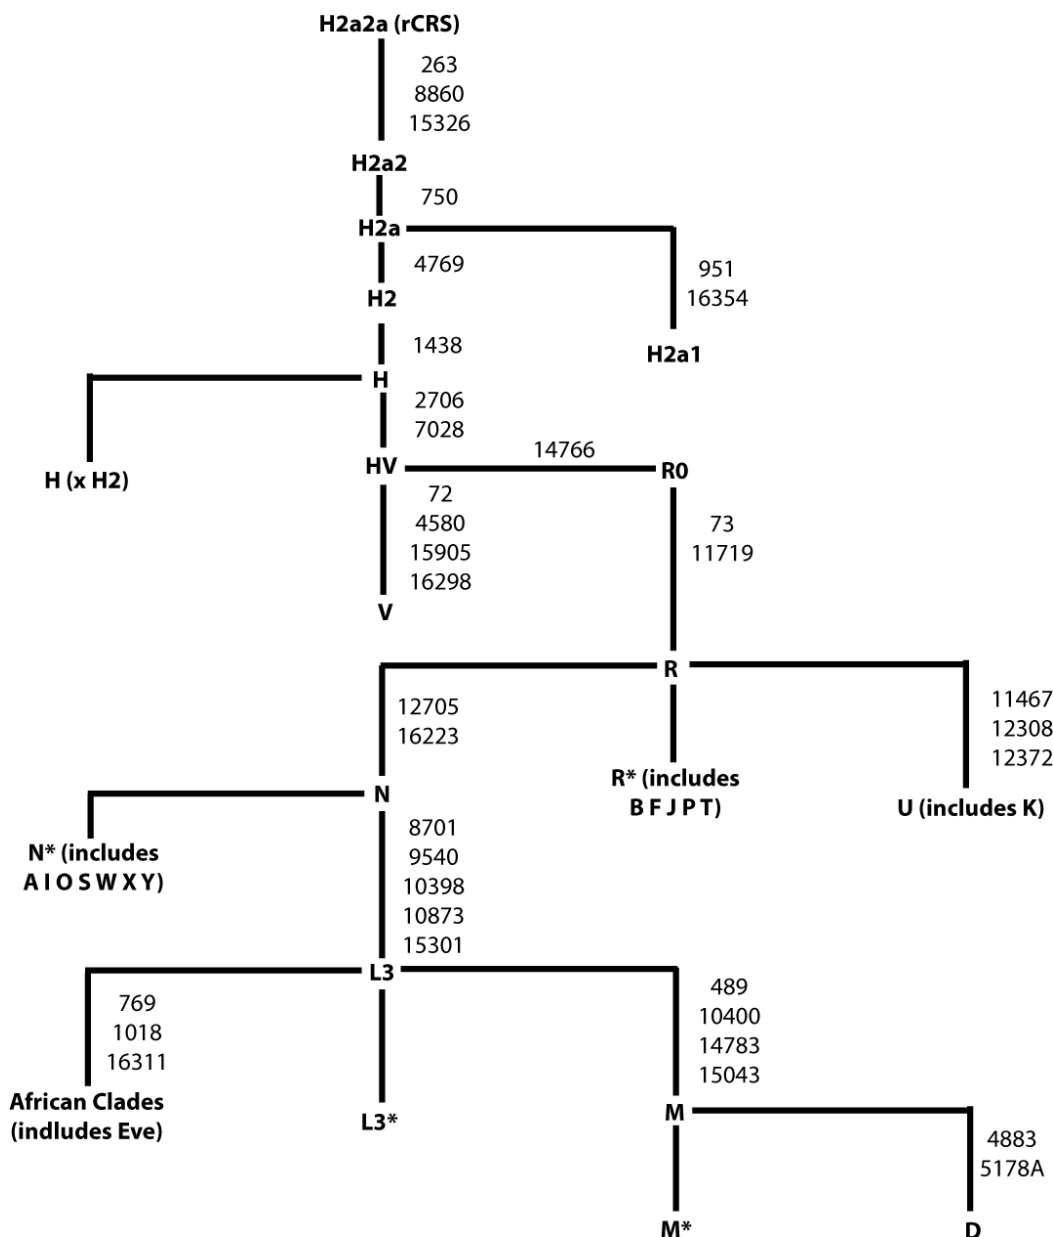 H2a2a (rCRS)
263
8860
15326
H2a2
750
H2a
4769
951
16354
H2
1438
H2a1
H
2706
7028
H (x H2)
HV
14766
R0
72
4580
15905
16298
73
11719
V
R
12705
16223
11467
12308
12372
R* (includes
B F J P T)
U (includes K)
N
N* (includes
A I O S W X Y)
8701
9540
10398
10873
15301
L3
769
1018
16311
489
10400
14783
15043
African Clades
(indludes Eve)
L3*
M
4883
5178A
M*
D